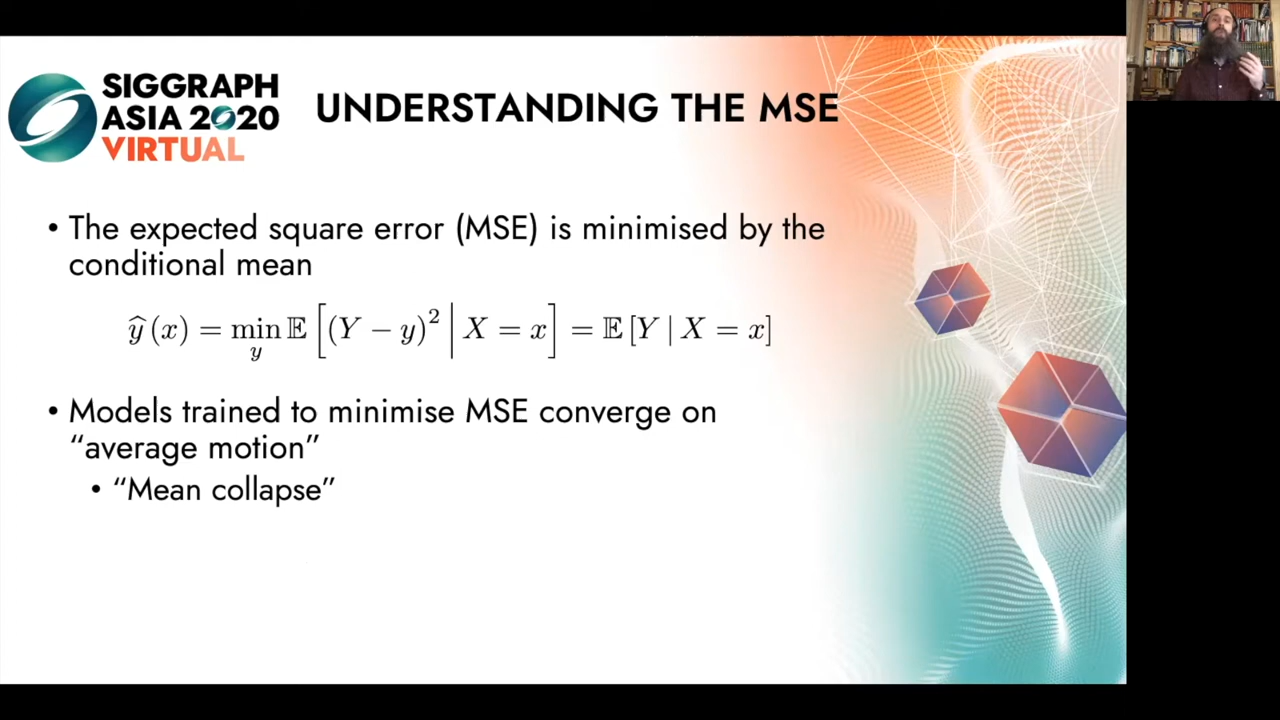 SIGGRAPH
ASIA 2020
VIRTUAL
UNDERSTANDING THE MSE
• The expected square error (MSE) is minimised by the
conditional mean
ŷ (x) = min_y 𝔼 [(Y − y)² | X = x] = 𝔼 [Y | X = x]
• Models trained to minimise MSE converge on
“average motion”
• “Mean collapse”